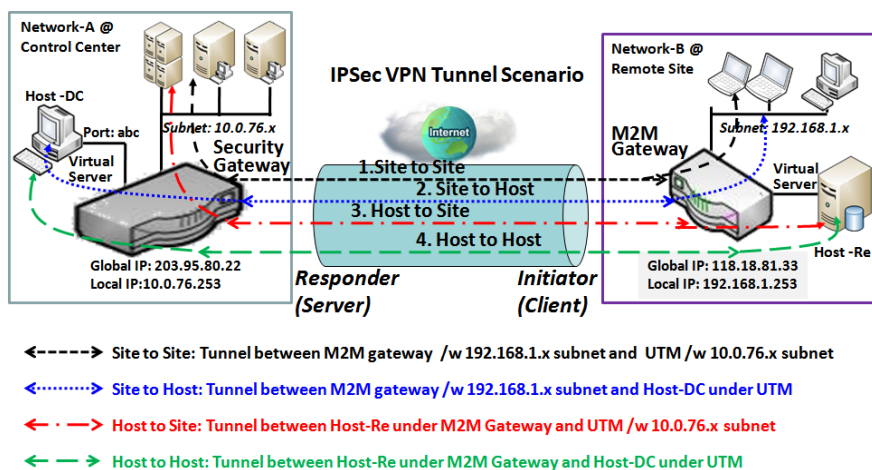 Network-A @
Control Center
Host -DC
Port: abc
Virtual
Server
Subnet: 10.0.76.x
Security
Gateway
Global IP: 203.95.80.22
Local IP:10.0.76.253
IPSec VPN Tunnel Scenario
Internet
1.Site to Site
2. Site to Host
3. Host to Site
4. Host to Host
Responder
(Server)
Initiator
(Client)
Network-B @
Remote Site
Subnet: 192.168.1.x
M2M
Gateway
Virtual
Server
Host -Re
Global IP: 118.18.81.33
Local IP: 192.168.1.253
Site to Site: Tunnel between M2M gateway /w 192.168.1.x subnet and UTM /w 10.0.76.x subnet
Site to Host: Tunnel between M2M gateway /w 192.168.1.x subnet and Host-DC under UTM
Host to Site: Tunnel between Host-Re under M2M Gateway and UTM /w 10.0.76.x subnet
Host to Host: Tunnel between Host-Re under M2M Gateway and Host-DC under UTM